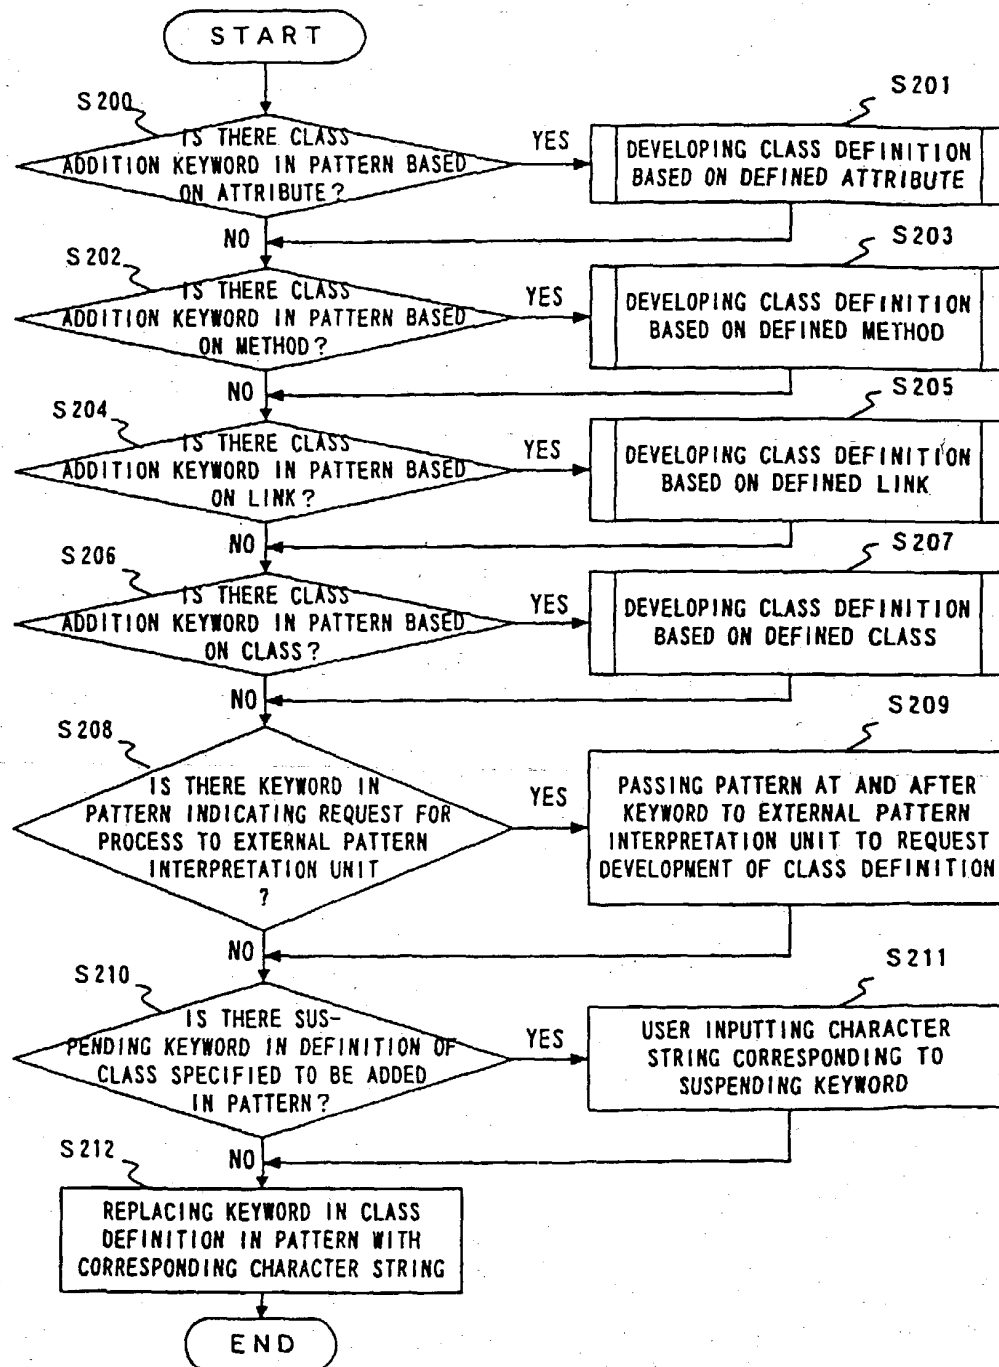 START
S200
IS THERE CLASS
ADDITION KEYWORD IN PATTERN BASED
ON ATTRIBUTE?
YES
S201
DEVELOPING CLASS DEFINITION
BASED ON DEFINED ATTRIBUTE
NO
S202
IS THERE CLASS
ADDITION KEYWORD IN PATTERN BASED
ON METHOD?
YES
S203
DEVELOPING CLASS DEFINITION
BASED ON DEFINED METHOD
NO
S204
IS THERE CLASS
ADDITION KEYWORD IN PATTERN BASED
ON LINK?
YES
S205
DEVELOPING CLASS DEFINITION
BASED ON DEFINED LINK
NO
S206
IS THERE CLASS
ADDITION KEYWORD IN PATTERN BASED
ON CLASS?
YES
S207
DEVELOPING CLASS DEFINITION
BASED ON DEFINED CLASS
NO
S208
IS THERE KEYWORD IN
PATTERN INDICATING REQUEST FOR
PROCESS TO EXTERNAL PATTERN
INTERPRETATION UNIT
?
YES
S209
PASSING PATTERN AT AND AFTER
KEYWORD TO EXTERNAL PATTERN
INTERPRETATION UNIT TO REQUEST
DEVELOPMENT OF CLASS DEFINITION
NO
S210
IS THERE SUS-
PENDING KEYWORD IN DEFINITION OF
CLASS SPECIFIED TO BE ADDED
IN PATTERN?
YES
S211
USER INPUTTING CHARACTER
STRING CORRESPONDING TO
SUSPENDING KEYWORD
NO
S212
REPLACING KEYWORD IN CLASS
DEFINITION IN PATTERN WITH
CORRESPONDING CHARACTER STRING
END